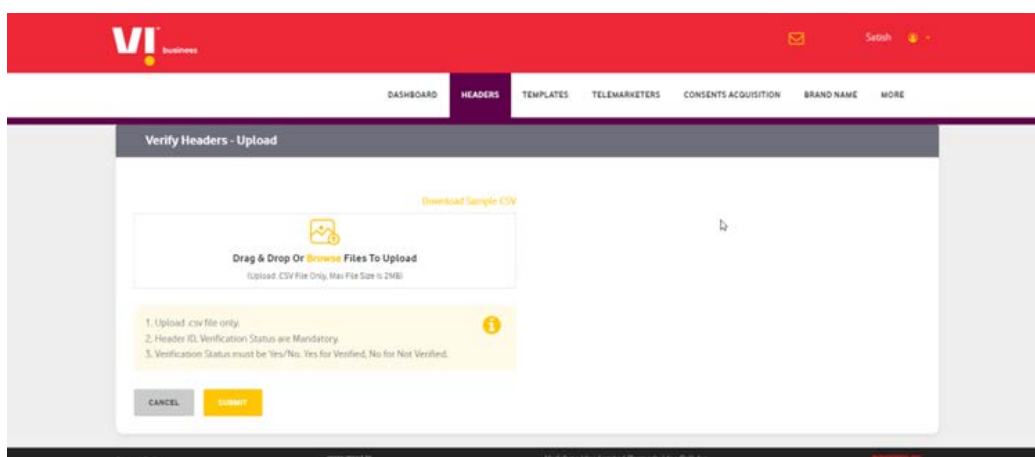 VI business
Satish
DASHBOARD HEADERS TEMPLATES TELEMARKETERS CONSENTS ACQUISITION BRAND NAME MORE
Verify Headers - Upload
Download Sample CSV
Drag & Drop Or Browse Files To Upload
(Upload: CSV File Only, Max File Size Is 2MB)
1. Upload .csv file only.
2. Header ID, Verification Status are Mandatory.
3. Verification Status must be Yes/No. Yes for Verified, No for Not Verified.
CANCEL SUBMIT